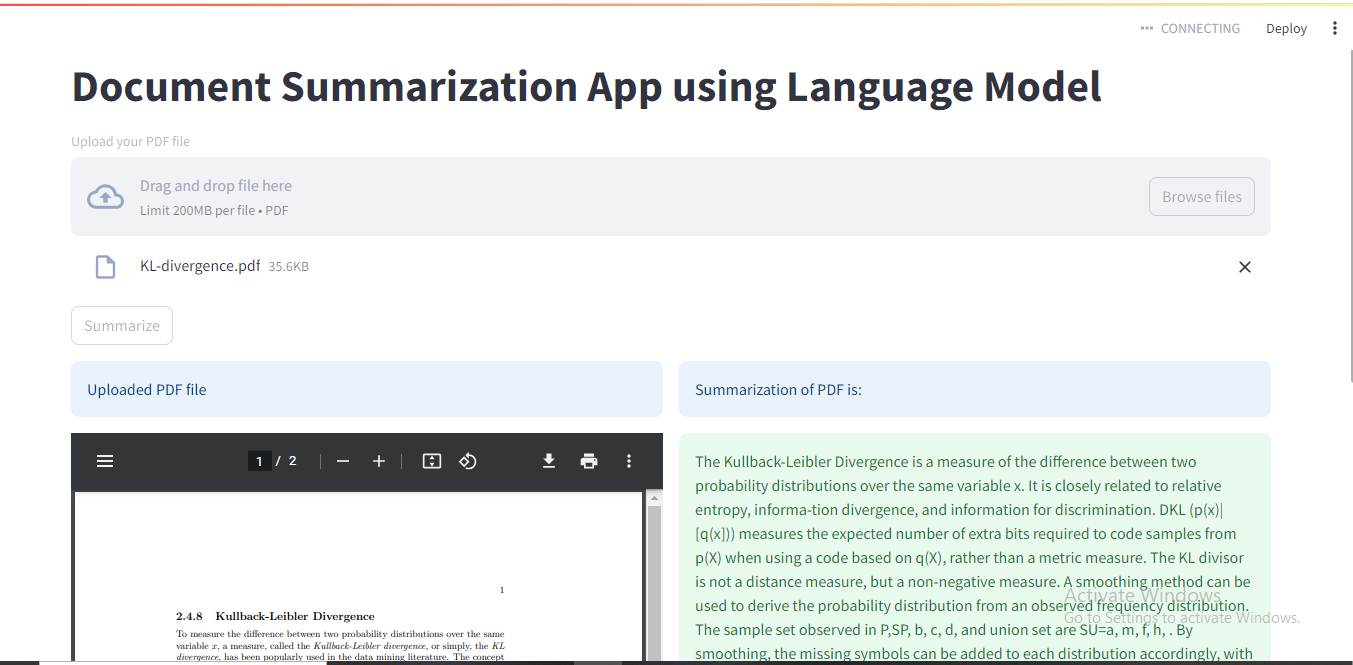 CONNECTING Deploy
Document Summarization App using Language Model
Upload your PDF file
Drag and drop file here
Limit 200MB per file • PDF
Browse files
KL-divergence.pdf 35.6KB
Summarize
Uploaded PDF file
Summarization of PDF is:
1 / 2
1
2.4.8 Kullback-Leibler Divergence
To measure the difference between two probability distributions over the same
variable x, a measure, called the Kullback-Leibler divergence, or simply, the KL
divergence, has been popularly used in the data mining literature. The concept
The Kullback-Leibler Divergence is a measure of the difference between two
probability distributions over the same variable x. It is closely related to relative
entropy, informa-tion divergence, and information for discrimination. DKL (p(x)|
[q(x])) measures the expected number of extra bits required to code samples from
p(X) when using a code based on q(X), rather than a metric measure. The KL divisor
is not a distance measure, but a non-negative measure. A smoothing method can be
used to derive the probability distribution from an observed frequency distribution.
The sample set observed in P,SP, b, c, d, and union set are SU=a, m, f, h, . By
smoothing, the missing symbols can be added to each distribution accordingly, with
Activate Windows
Go to Settings to activate Windows.